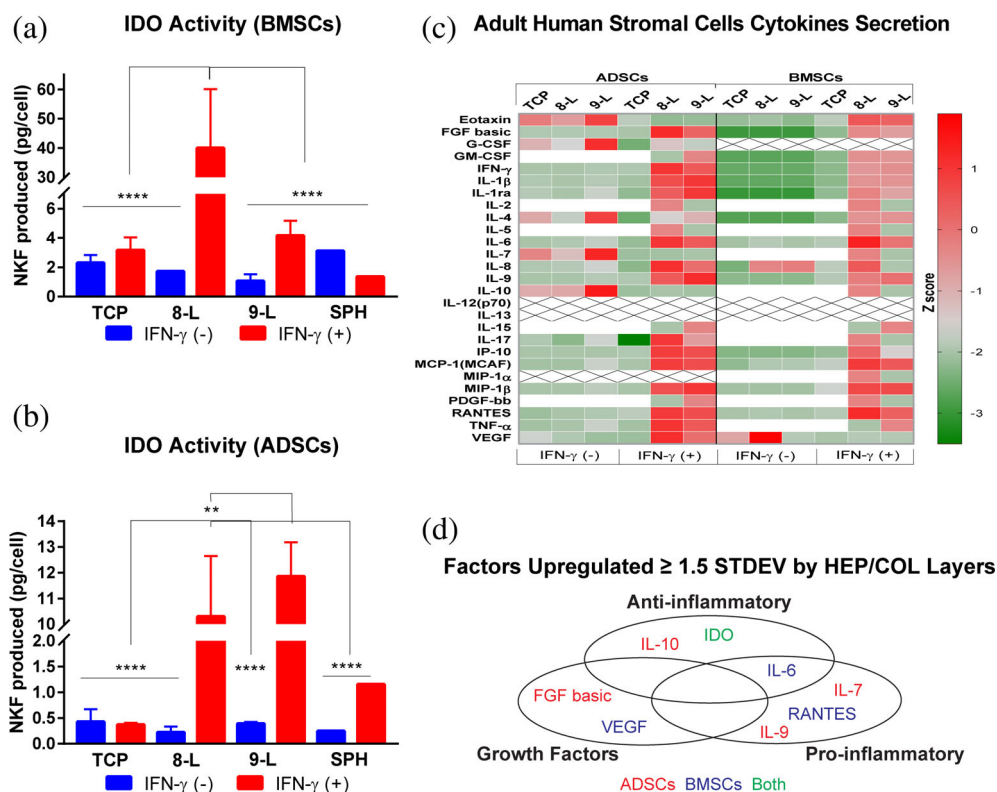 (a)
IDO Activity (BMSCs)
NKF produced (pg/cell)
60
50
40
30
20
6
4
2
0
****
****
TCP 8-L 9-L SPH
IFN-γ (-) IFN-γ (+)
(b)
IDO Activity (ADSCs)
NKF produced (pg/cell)
14
13
12
11
10
9
2.0
1.5
1.0
0.5
0.0
**
****
****
****
TCP 8-L 9-L SPH
IFN-γ (-) IFN-γ (+)
(c) Adult Human Stromal Cells Cytokines Secretion
ADSCs BMSCs
TCP 8-L 9-L TCP 8-L 9-L TCP 8-L 9-L TCP 8-L 9-L
Eotaxin
FGF basic
G-CSF
GM-CSF
IFN-γ
IL-1β
IL-1ra
IL-2
IL-4
IL-5
IL-6
IL-7
IL-8
IL-9
IL-10
IL-12(p70)
IL-13
IL-15
IL-17
IP-10
MCP-1(MCAF)
MIP-1α
MIP-1β
PDGF-bb
RANTES
TNF-α
VEGF
IFN-γ (-) IFN-γ (+) IFN-γ (-) IFN-γ (+)
1
0
-1
-2
-3
Z score
(d)
Factors Upregulated ≥ 1.5 STDEV by HEP/COL Layers
Anti-inflammatory
IDO
IL-10
IL-6
FGF basic
IL-7
VEGF
RANTES
IL-9
Growth Factors Pro-inflammatory
ADSCs BMSCs Both